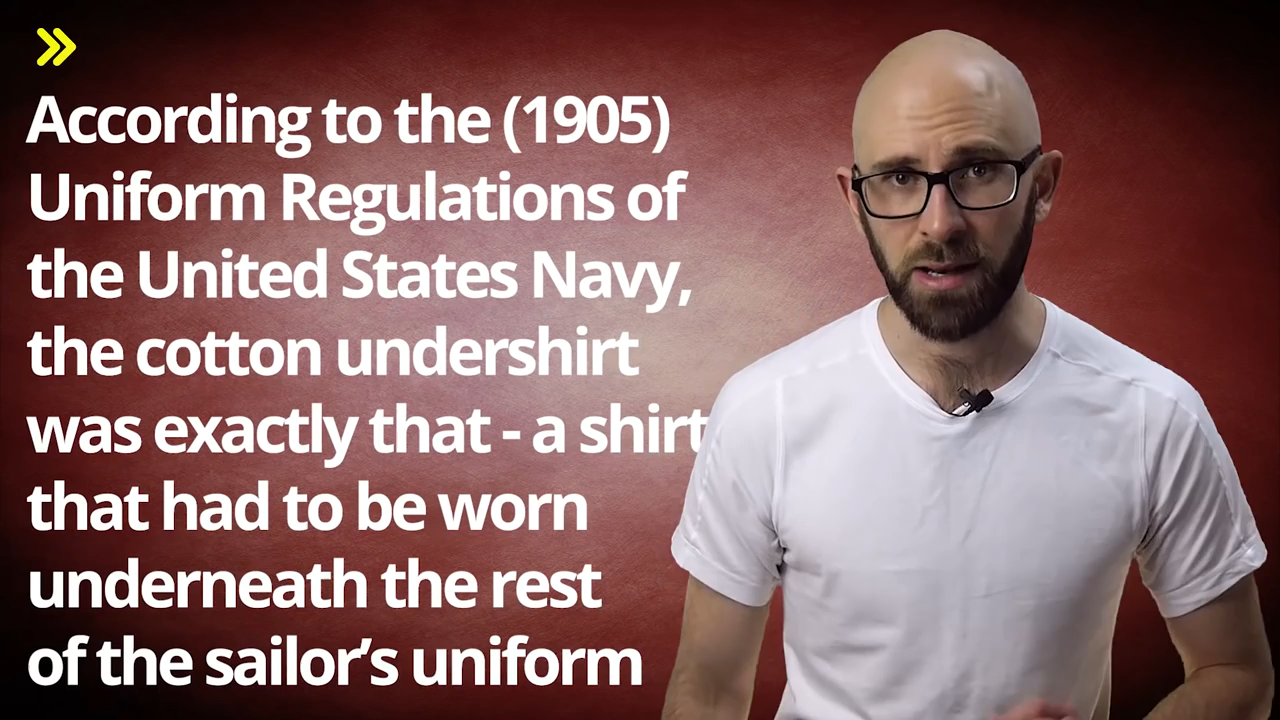 According to the (1905)
Uniform Regulations of
the United States Navy,
the cotton undershirt
was exactly that - a shirt
that had to be worn
underneath the rest
of the sailor’s uniform